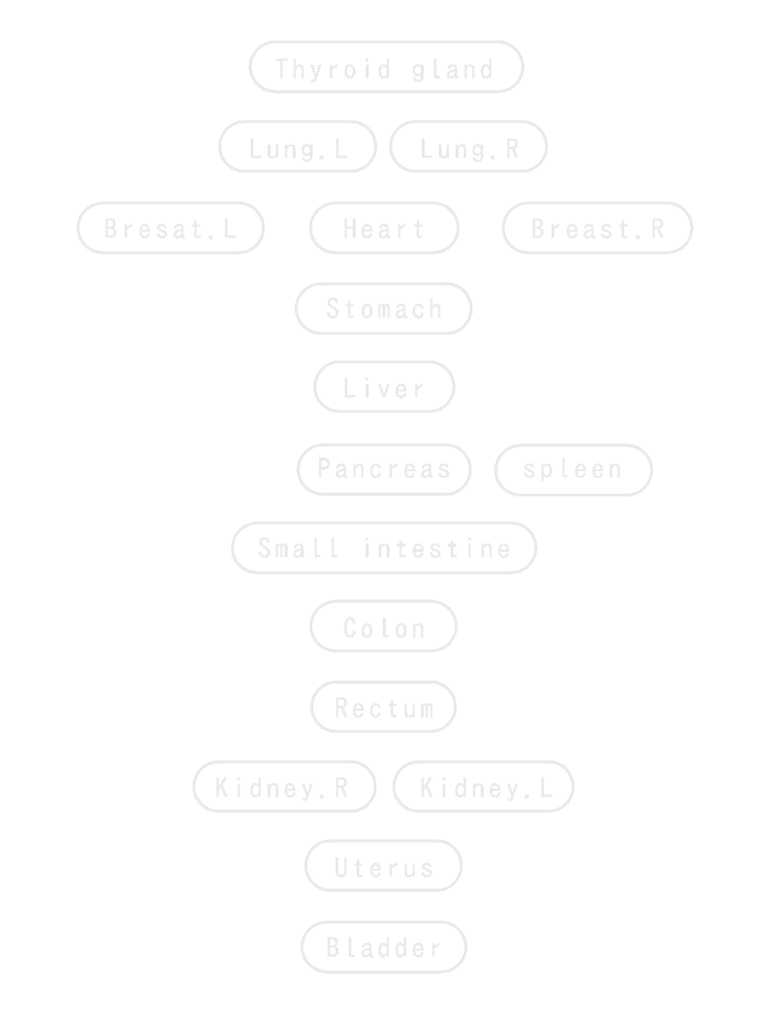 Thyroid gland
Lung.L Lung.R
Bresat.L Heart Breast.R
Stomach
Liver
Pancreas spleen
Small intestine
Colon
Rectum
Kidney.R Kidney.L
Uterus
Bladder